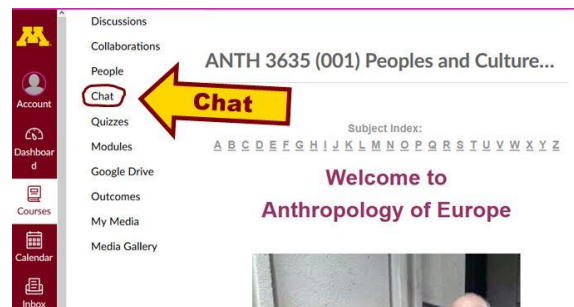 M
Account
Dashboar
d
Courses
Calendar
Inbox
Discussions
Collaborations
People
Chat
Quizzes
Modules
Google Drive
Outcomes
My Media
Media Gallery
Chat
ANTH 3635 (001) Peoples and Culture...
Subject Index:
A B C D E F G H I J K L M N O P Q R S T U V W X Y Z
Welcome to
Anthropology of Europe